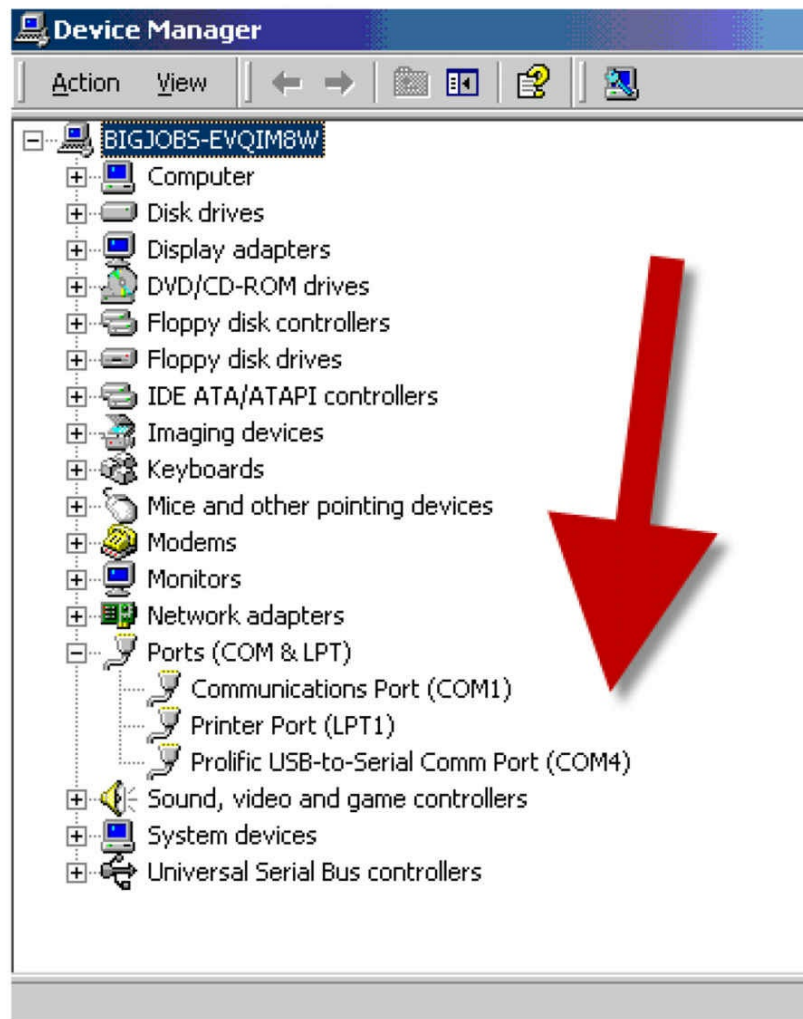 Device Manager
Action View
BIGJOBS-EVQIM8W
Computer
Disk drives
Display adapters
DVD/CD-ROM drives
Floppy disk controllers
Floppy disk drives
IDE ATA/ATAPI controllers
Imaging devices
Keyboards
Mice and other pointing devices
Modems
Monitors
Network adapters
Ports (COM & LPT)
Communications Port (COM1)
Printer Port (LPT1)
Prolific USB-to-Serial Comm Port (COM4)
Sound, video and game controllers
System devices
Universal Serial Bus controllers